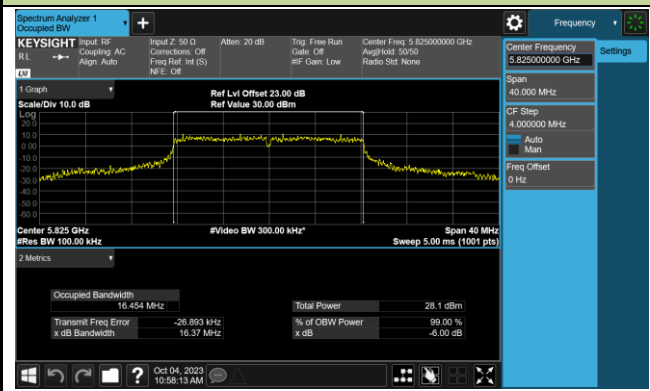 Spectrum Analyzer 1
Occupied BW
Frequency
KEYSIGHT
RL
LXI
Input: RF
Coupling: AC
Align: Auto
Input Z: 50 Ω
Corrections: Off
Freq Ref: Int (S)
NFE: Off
Atten: 20 dB
Trig: Free Run
Gate: Off
#IF Gain: Low
Center Freq: 5.825000000 GHz
Avg|Hold: 50/50
Radio Std: None
Center Frequency
5.825000000 GHz
Settings
Span
40.000 MHz
CF Step
4.000000 MHz
Auto
Man
Freq Offset
0 Hz
1 Graph
Scale/Div 10.0 dB
Ref Lvl Offset 23.00 dB
Ref Value 30.00 dBm
Log
20.0
10.0
0.00
-10.0
-20.0
-30.0
-40.0
-50.0
-60.0
Center 5.825 GHz
#Res BW 100.00 kHz
#Video BW 300.00 kHz*
Span 40 MHz
Sweep 5.00 ms (1001 pts)
2 Metrics
Occupied Bandwidth
16.454 MHz
Total Power 28.1 dBm
Transmit Freq Error -26.893 kHz
% of OBW Power 99.00 %
x dB Bandwidth 16.37 MHz
x dB -6.00 dB
?
Oct 04, 2023
10:58:13 AM